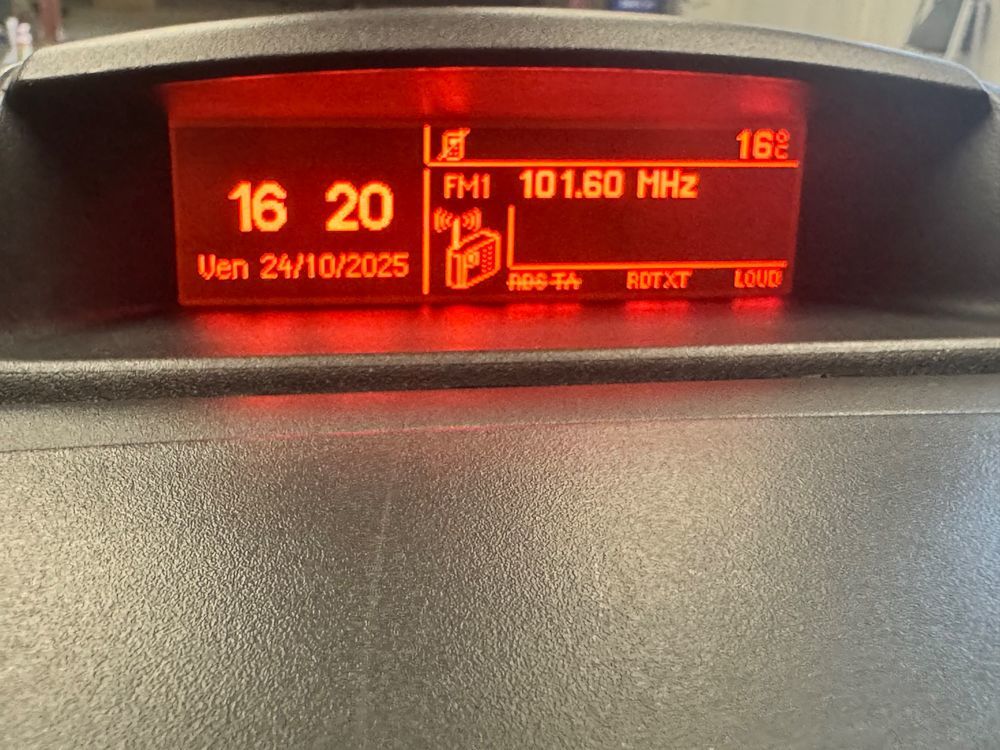 16 20
Ven 24/10/2025
16°C
FM1 101.60 MHz
RDS TA RDTXT LOUD